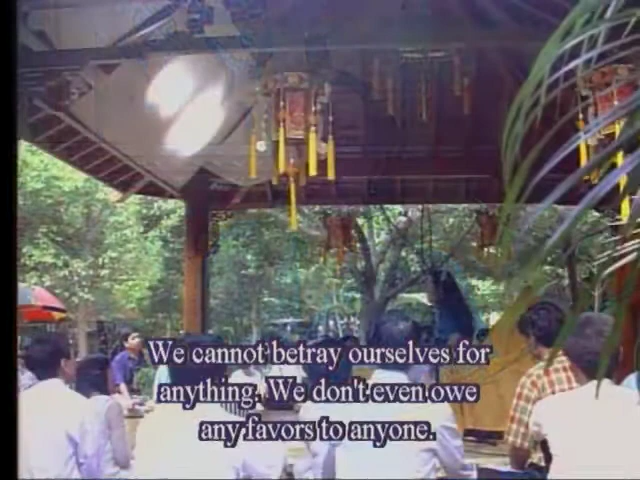 We cannot betray ourselves for
anything. We don't even owe
any favors to anyone.